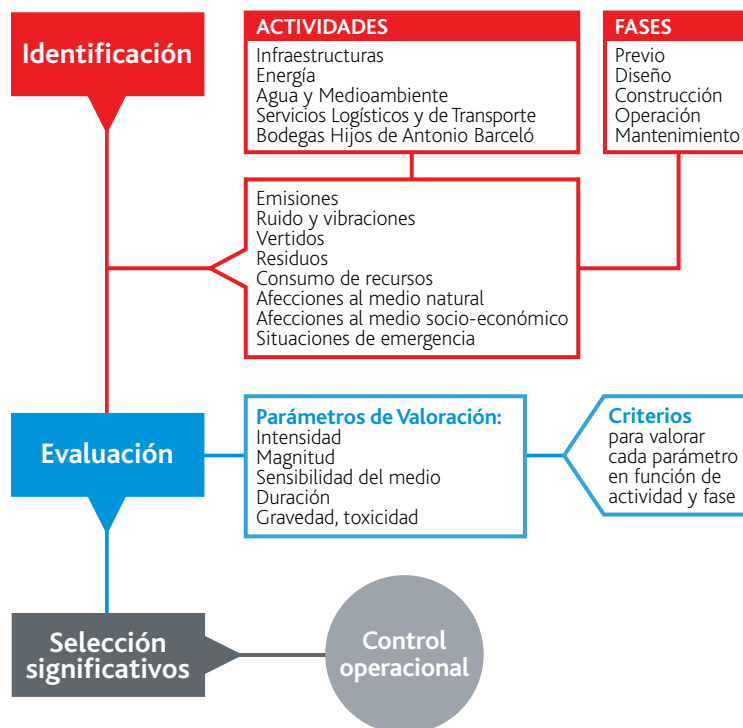 Identificación
ACTIVIDADES
Infraestructuras
Energía
Agua y Medioambiente
Servicios Logísticos y de Transporte
Bodegas Hijos de Antonio Barceló
FASES
Previo
Diseño
Construcción
Operación
Mantenimiento
Emisiones
Ruido y vibraciones
Vertidos
Residuos
Consumo de recursos
Afecciones al medio natural
Afecciones al medio socio-económico
Situaciones de emergencia
Evaluación
Parámetros de Valoración:
Intensidad
Magnitud
Sensibilidad del medio
Duración
Gravedad, toxicidad
Criterios
para valorar
cada parámetro
en función de
actividad y fase
Selección
significativos
Control
operacional